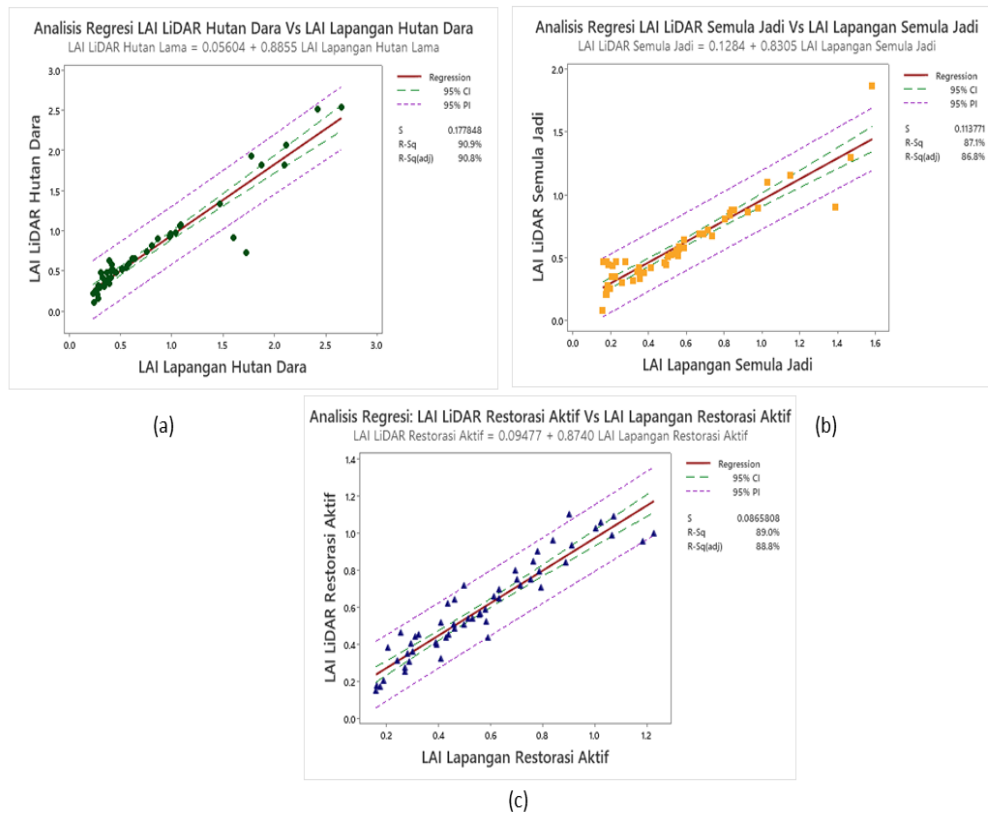 Analisis Regresi LAI LiDAR Hutan Dara Vs LAI Lapangan Hutan Dara
LAI LiDAR Hutan Lama = 0.05604 + 0.8855 LAI Lapangan Hutan Lama
Regression
95% CI
95% PI
S 0.177848
R-Sq 90.9%
R-Sq(adj) 90.8%
LAI LiDAR Hutan Dara
3.0
2.5
2.0
1.5
1.0
0.5
0.0
0.0 0.5 1.0 1.5 2.0 2.5 3.0
LAI Lapangan Hutan Dara
(a)
Analisis Regresi LAI LiDAR Semula Jadi Vs LAI Lapangan Semula Jadi
LAI LiDAR Semula Jadi = 0.1284 + 0.8305 LAI Lapangan Semula Jadi
Regression
95% CI
95% PI
S 0.113771
R-Sq 87.1%
R-Sq(adj) 86.8%
LAI LiDAR Semula Jadi
2.0
1.5
1.0
0.5
0.0
0.0 0.2 0.4 0.6 0.8 1.0 1.2 1.4 1.6
LAI Lapangan Semula Jadi
(b)
Analisis Regresi: LAI LiDAR Restorasi Aktif Vs LAI Lapangan Restorasi Aktif
LAI LiDAR Restorasi Aktif = 0.09477 + 0.8740 LAI Lapangan Restorasi Aktif
Regression
95% CI
95% PI
S 0.0865808
R-Sq 89.0%
R-Sq(adj) 88.8%
LAI LiDAR Restorasi Aktif
1.4
1.2
1.0
0.8
0.6
0.4
0.2
0.0
0.2 0.4 0.6 0.8 1.0 1.2
LAI Lapangan Restorasi Aktif
(c)